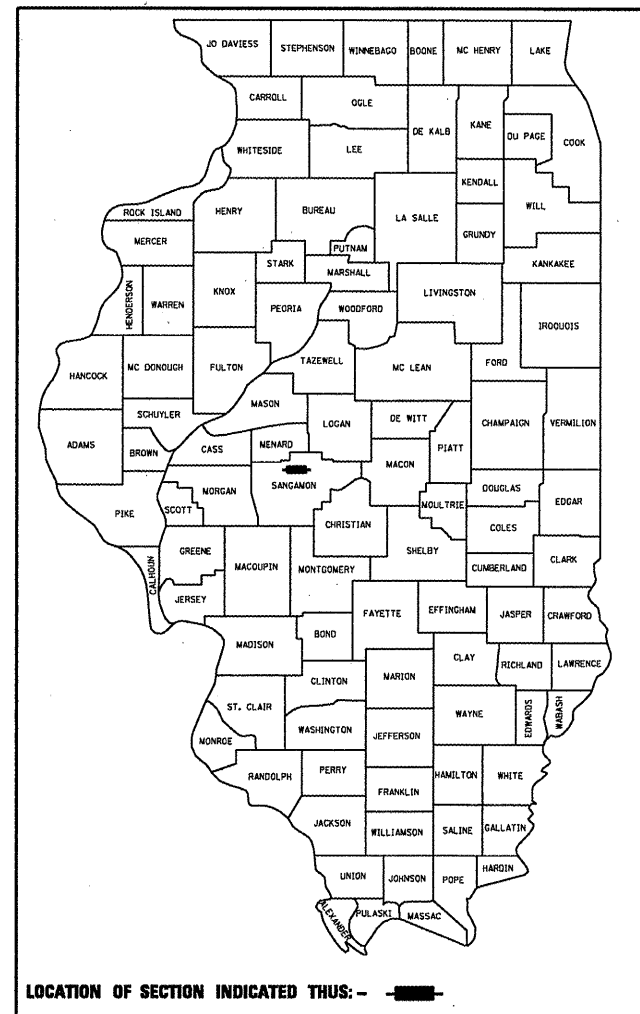 JO DAVIESS STEPHENSON WINNEBAGO BOONE MC HENRY LAKE
CARROLL OGLE DE KALB KANE DU PAGE COOK
WHITESIDE LEE
KENDALL WILL
ROCK ISLAND HENRY BUREAU LA SALLE GRUNDY
MERCER PUTNAM KANKAKEE
STARK MARSHALL
HENDERSON WARREN KNOX PEORIA WOODFORD LIVINGSTON IROQUOIS
HANCOCK MC DONOUGH FULTON TAZEWELL MC LEAN FORD
MASON
SCHUYLER LOGAN DE WITT CHAMPAIGN VERMILION
ADAMS BROWN CASS MENARD MACON PIATT
SANGAMON DOUGLAS
PIKE SCOTT MORGAN CHRISTIAN MOULTRIE EDGAR
COLES
GREENE MACOUPIN MONTGOMERY SHELBY CUMBERLAND CLARK
CALHOUN JERSEY
FAYETTE EFFINGHAM JASPER CRAWFORD
MADISON BOND
CLAY RICHLAND LAWRENCE
CLINTON MARION
ST. CLAIR WAYNE EDWARDS WABASH
MONROE WASHINGTON JEFFERSON
RANDOLPH PERRY HAMILTON WHITE
FRANKLIN
JACKSON WILLIAMSON SALINE GALLATIN
UNION JOHNSON POPE HARDIN
ALEXANDER PULASKI MASSAC
LOCATION OF SECTION INDICATED THUS: -